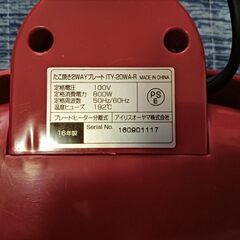 たこ焼き2WAYプレート ITY-20WA-R MADE IN CHINA
定格電圧 100V
定格消費電力 800W
定格周波数 50Hz/60Hz
温度ヒューズ 192℃
PS
E
プレート・ヒーター分離式 アイリスオーヤマ株式会社
16年製 Serial No. 160901117